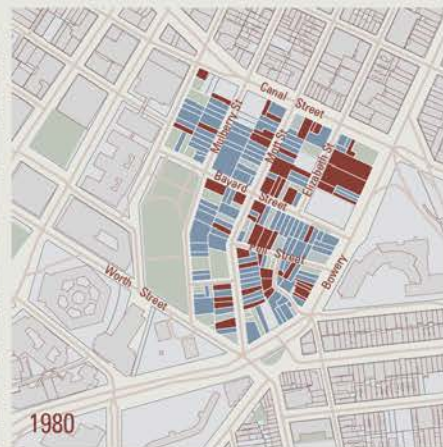 Canal Street
Mulberry St.
Mott St.
Elizabeth St.
Bayard Street
Pell Street
Bowery
Worth Street
1980